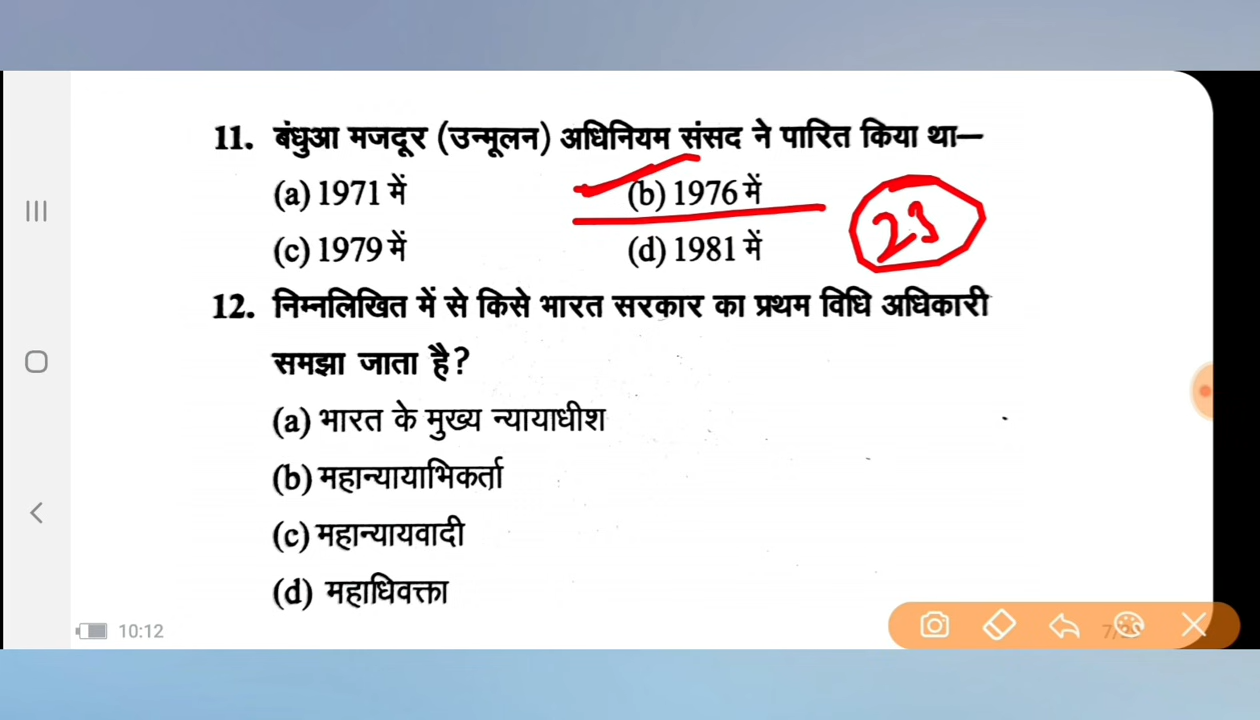 11. बंधुआ मजदूर (उन्मूलन) अधिनियम संसद ने पारित किया था—
(a) 1971 में (b) 1976 में
23
(c) 1979 में (d) 1981 में
12. निम्नलिखित में से किसे भारत सरकार का प्रथम विधि अधिकारी
समझा जाता है?
(a) भारत के मुख्य न्यायाधीश
(b) महान्यायाभिकर्ता
(c) महान्यायवादी
(d) महाधिवक्ता
10:12